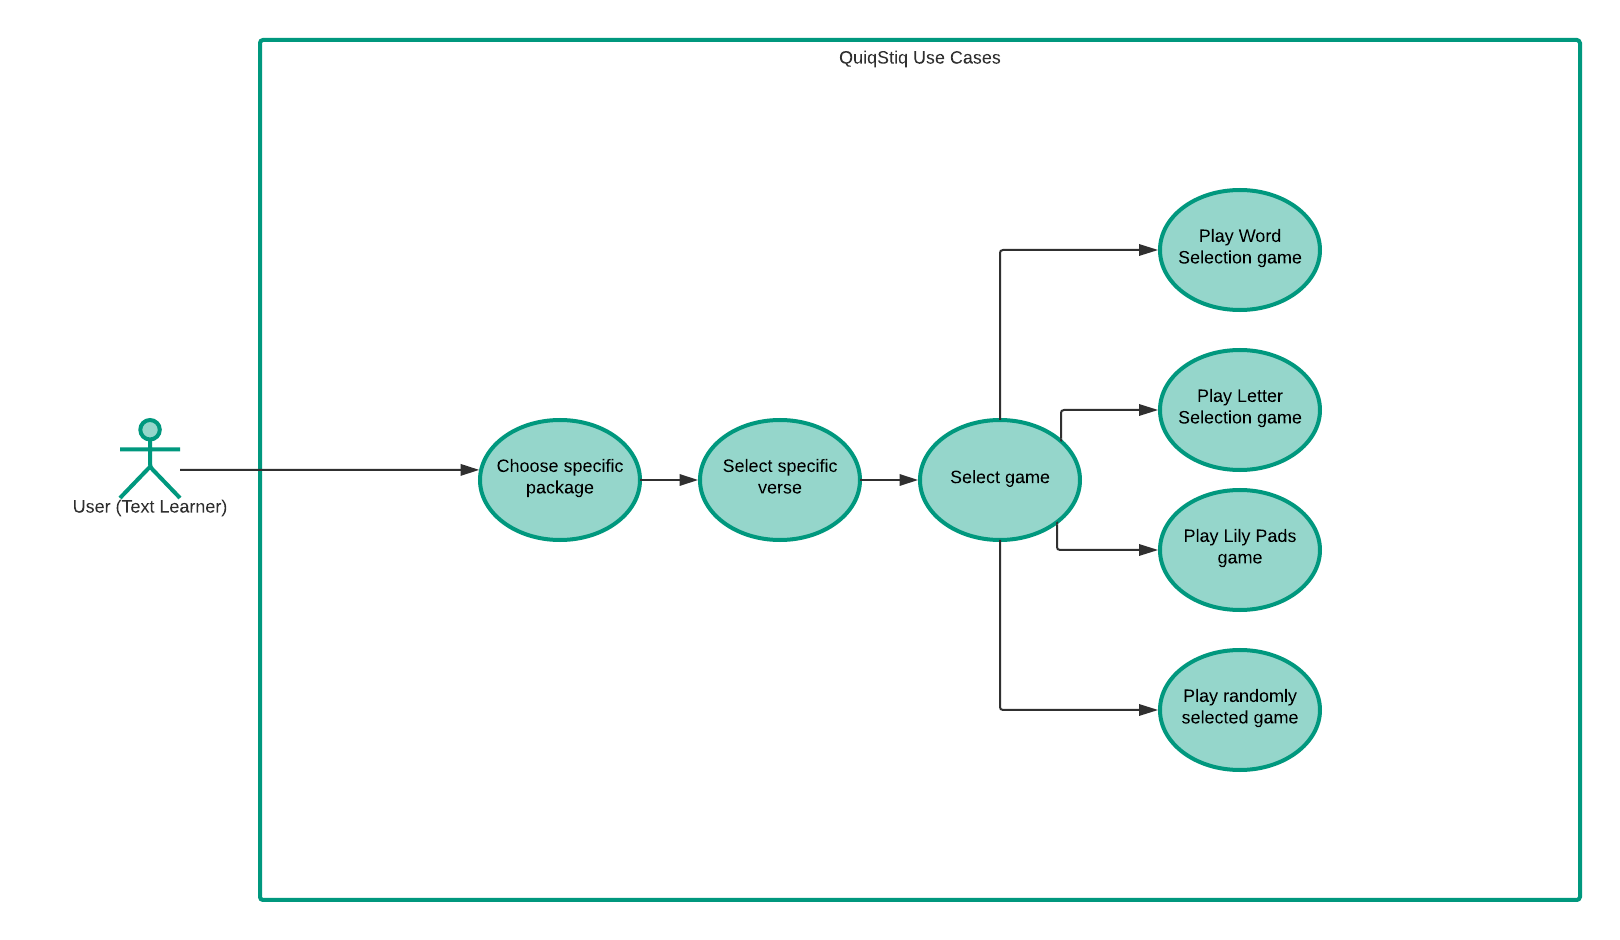 QuiqStiq Use Cases
Play Word
Selection game
Play Letter
Selection game
User (Text Learner)
Choose specific
package
Select specific
verse
Select game
Play Lily Pads
game
Play randomly
selected game